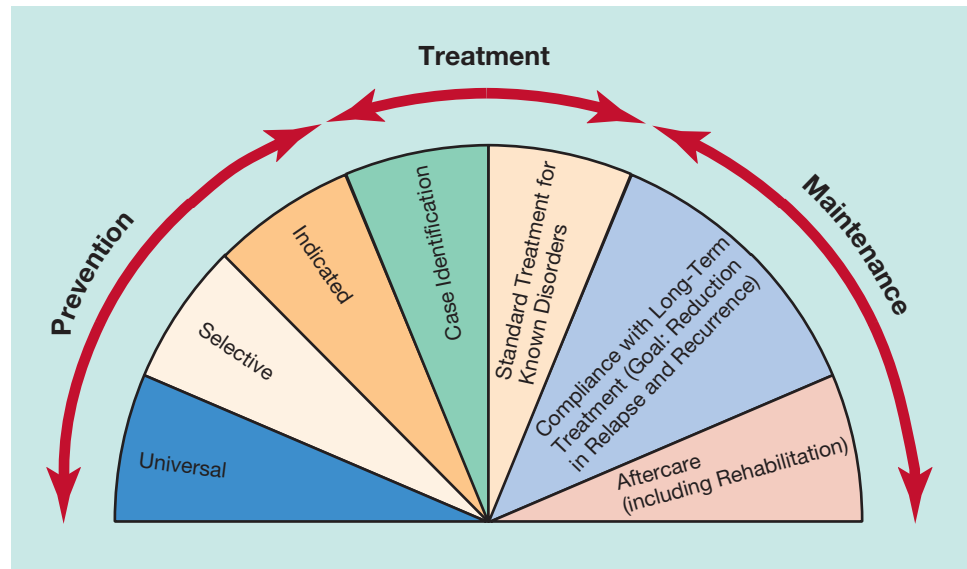 Treatment
Prevention
Maintenance
Universal
Selective
Indicated
Case Identification
Standard Treatment for
Known Disorders
Compliance with Long-Term
Treatment (Goal: Reduction
in Relapse and Recurrence)
Aftercare
(including Rehabilitation)